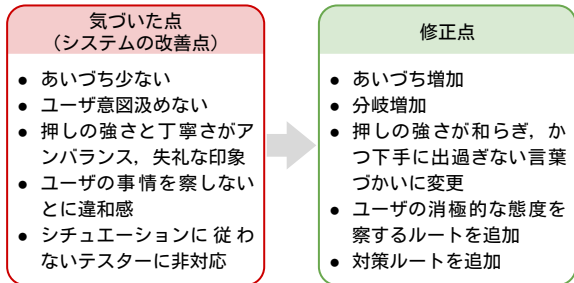 気づいた点
（システムの改善点）
● あいづち少ない
● ユーザ意図汲めない
● 押しの強さと丁寧さがア
ンバランス，失礼な印象
● ユーザの事情を察しない
とに違和感
● シチュエーションに従わ
ないテスターに非対応
修正点
● あいづち増加
● 分岐増加
● 押しの強さが和らぎ，か
つ下手に出過ぎない言葉
づかいに変更
● ユーザの消極的な態度を
察するルートを追加
● 対策ルートを追加